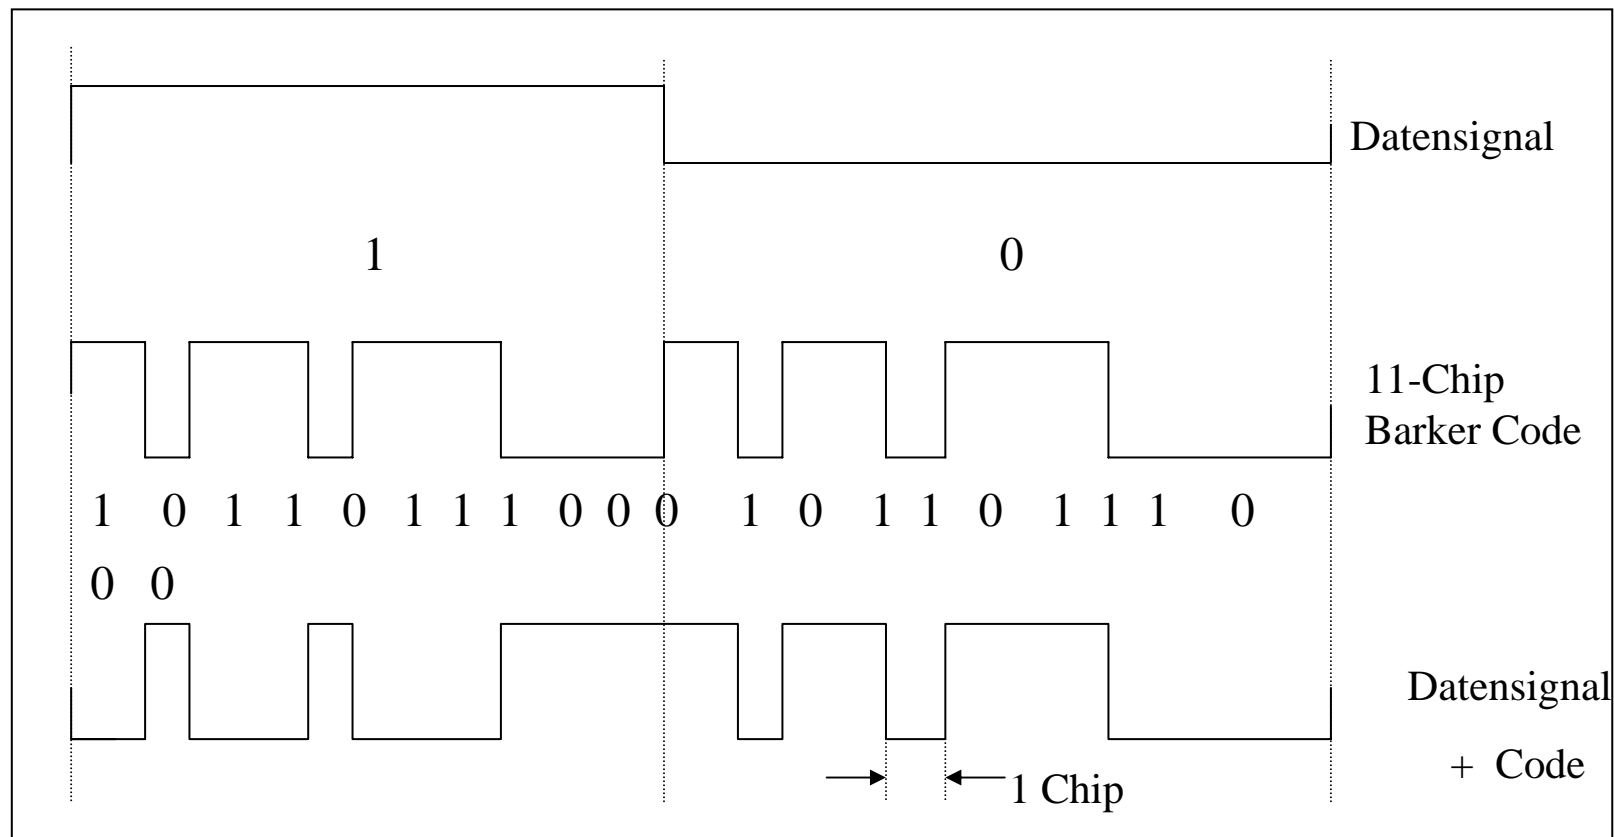 Datensignal
1 0
11-Chip
Barker Code
1 0 1 1 0 1 1 1 0 0 0 1 0 1 1 0 1 1 1 0
0 0
Datensignal
+ Code
1 Chip